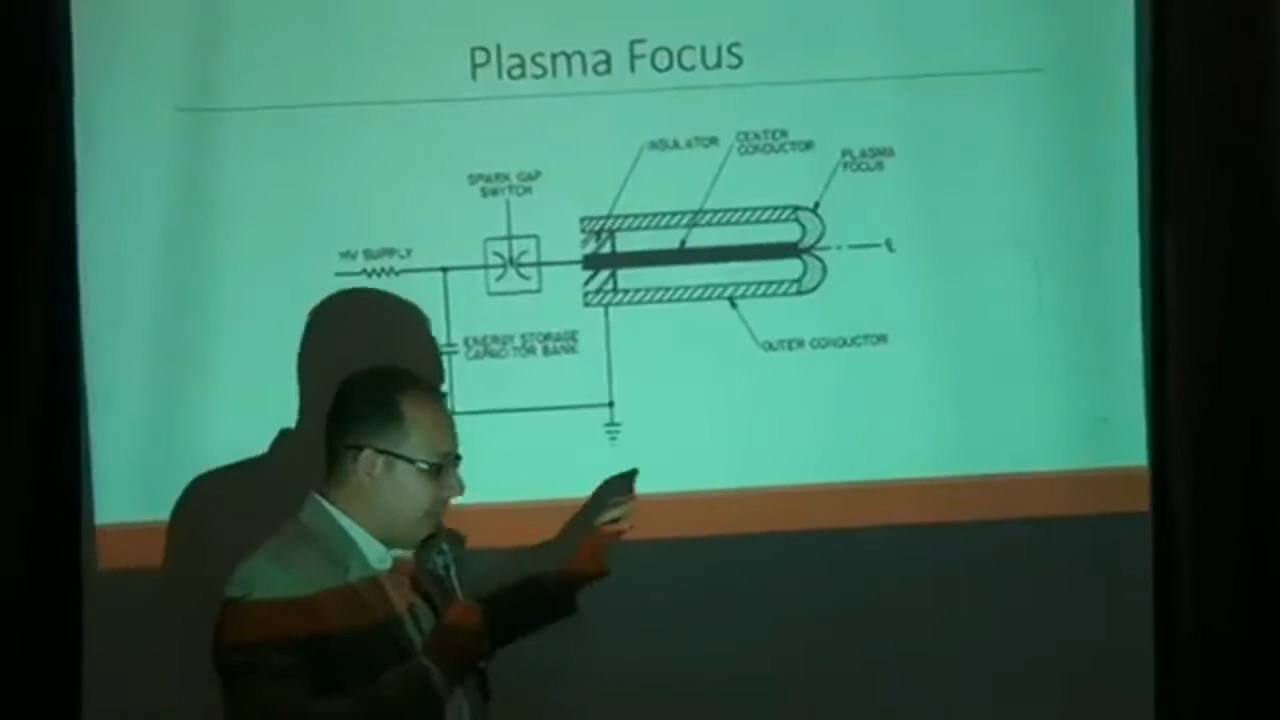 Plasma Focus
INSULATOR
CENTER
CONDUCTOR
PLASMA
FOCUS
SPARK GAP
SWITCH
HV SUPPLY
ENERGY STORAGE
CAPACITOR BANK
OUTER CONDUCTOR